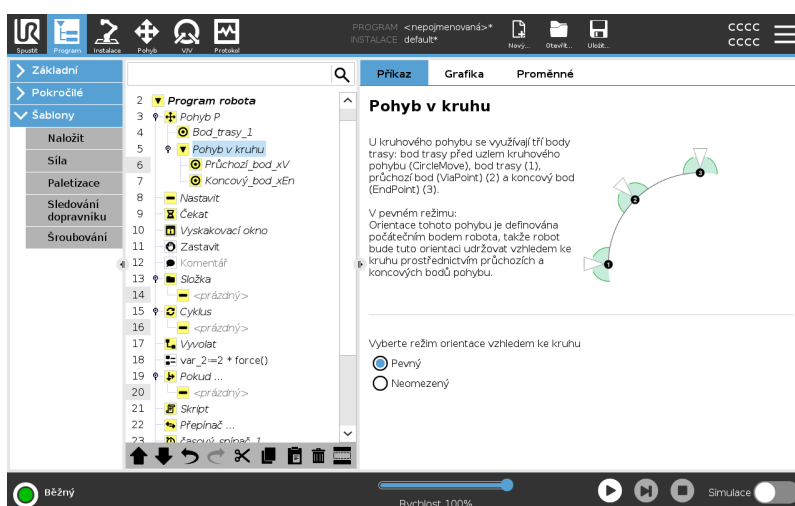 PROGRAM <nepojmenovaná>*
INSTALACE default*
Spustit
Program
Instalace
Pohyb
V/V
Protokol
Nový...
Otevřít...
Uložit...
cccc
cccc
Základní
Pokročilé
Šablony
Naložit
Síla
Paletizace
Sledování
dopravníku
Šroubování
2 Program robota
3 Pohyb P
4 Bod_trasy_1
5 Pohyb v kruhu
6 Průchozí_bod_xV
7 Koncový_bod_xEn
8 Nastavit
9 Čekat
10 Vyskakovací okno
11 Zastavit
12 Komentář
13 Složka
14 <prázdný>
15 Cyklus
16 <prázdný>
17 Vyvolat
18 var_2≔2 * force()
19 Pokud ...
20 <prázdný>
21 Skript
22 Přepínač ...
23 časový_spínač_1
Příkaz
Grafika
Proměnné
Pohyb v kruhu
U kruhového pohybu se využívají tří body
trasy: bod trasy před uzlem kruhového
pohybu (CircleMove), bod trasy (1),
průchozí bod (ViaPoint) (2) a koncový bod
(EndPoint) (3).
V pevném režimu:
Orientace tohoto pohybu je definována
počátečním bodem robota, takže robot
bude tuto orientaci udržovat vzhledem ke
kruhu prostřednictvím průchozích a
koncových bodů pohybu.
1
2
3
Vyberte režim orientace vzhledem ke kruhu
Pevný
Neomezený
Běžný
Rychlost 100%
Simulace